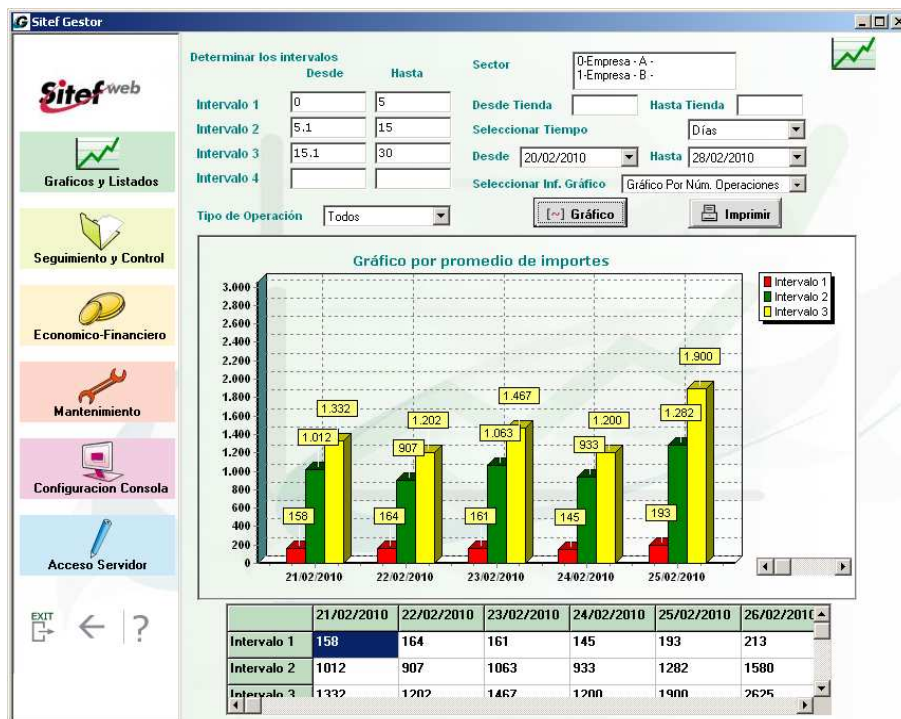 Sitef Gestor
Sitef web
Graficos y Listados
Seguimiento y Control
Economico-Financiero
Mantenimiento
Configuracion Consola
Acceso Servidor
EXIT
?
Determinar los intervalos
Desde Hasta
Intervalo 1 0 5
Intervalo 2 5.1 15
Intervalo 3 15.1 30
Intervalo 4
Tipo de Operación Todos
Sector
0-Empresa - A -
1-Empresa - B -
Desde Tienda Hasta Tienda
Seleccionar Tiempo Días
Desde 20/02/2010 Hasta 28/02/2010
Seleccionar Inf. Gráfico Gráfico Por Núm. Operaciones
[~] Gráfico Imprimir
Gráfico por promedio de importes
3.000
2.800
2.600
2.400
2.200
2.000
1.800
1.600
1.400
1.200
1.000
800
600
400
200
0
158 1.012 1.332
164 907 1.202
161 1.063 1.467
145 933 1.200
193 1.282 1.900
21/02/2010 22/02/2010 23/02/2010 24/02/2010 25/02/2010
Intervalo 1
Intervalo 2
Intervalo 3
21/02/2010 22/02/2010 23/02/2010 24/02/2010 25/02/2010 26/02/2010
Intervalo 1 158 164 161 145 193 213
Intervalo 2 1012 907 1063 933 1282 1580
Intervalo 3 1332 1202 1467 1200 1900 2625